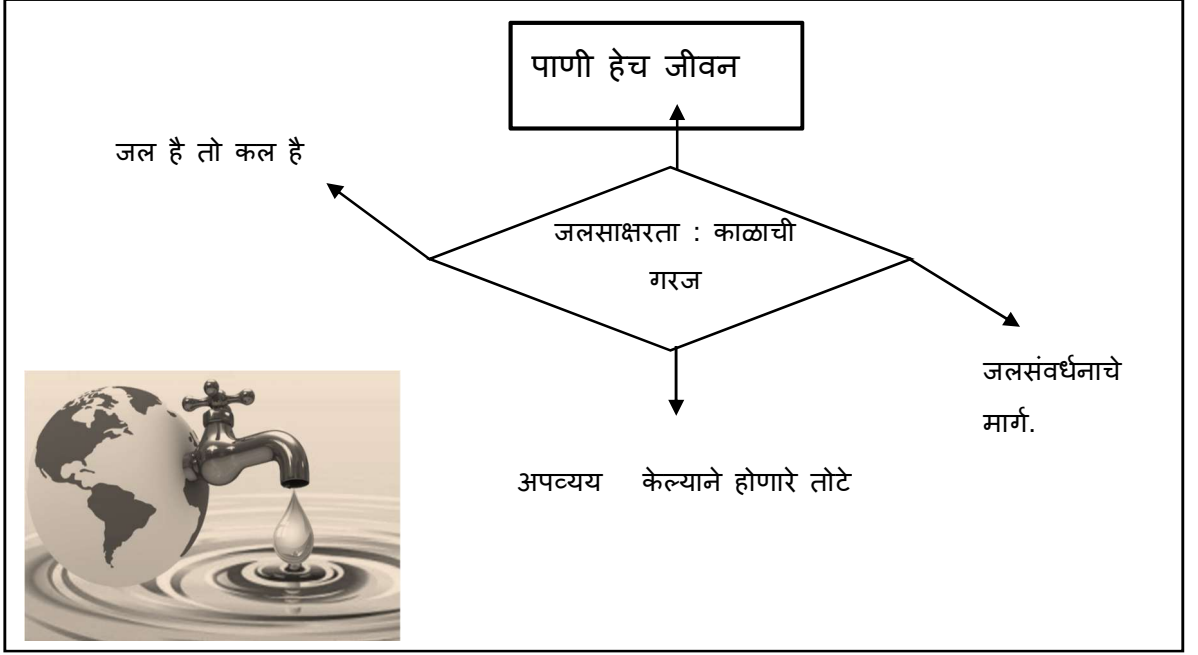 पाणी हेच जीवन
जल है तो कल है
जलसाक्षरता : काळाची
गरज
जलसंवर्धनाचे
मार्ग.
अपव्यय केल्याने होणारे तोटे